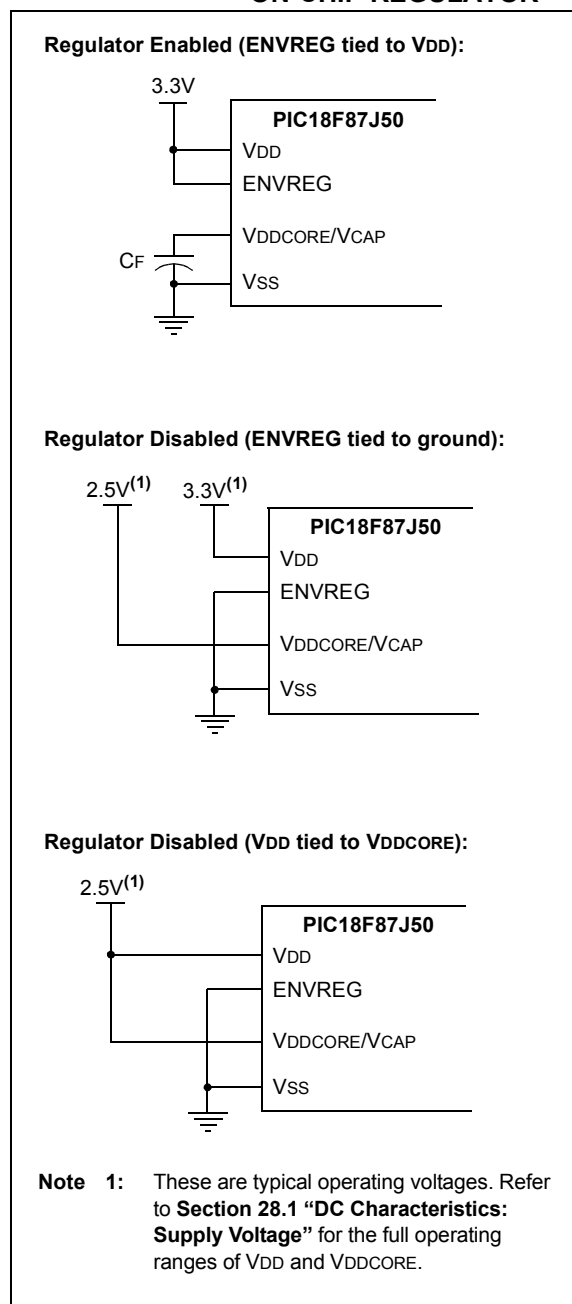 ON-CHIP REGULATOR
Regulator Enabled (ENVREG tied to VDD):
3.3V
PIC18F87J50
VDD
ENVREG
VDDCORE/VCAP
CF
VSS
Regulator Disabled (ENVREG tied to ground):
2.5V(1) 3.3V(1)
PIC18F87J50
VDD
ENVREG
VDDCORE/VCAP
VSS
Regulator Disabled (VDD tied to VDDCORE):
2.5V(1)
PIC18F87J50
VDD
ENVREG
VDDCORE/VCAP
VSS
Note 1: These are typical operating voltages. Refer
to Section 28.1 “DC Characteristics:
Supply Voltage” for the full operating
ranges of VDD and VDDCORE.